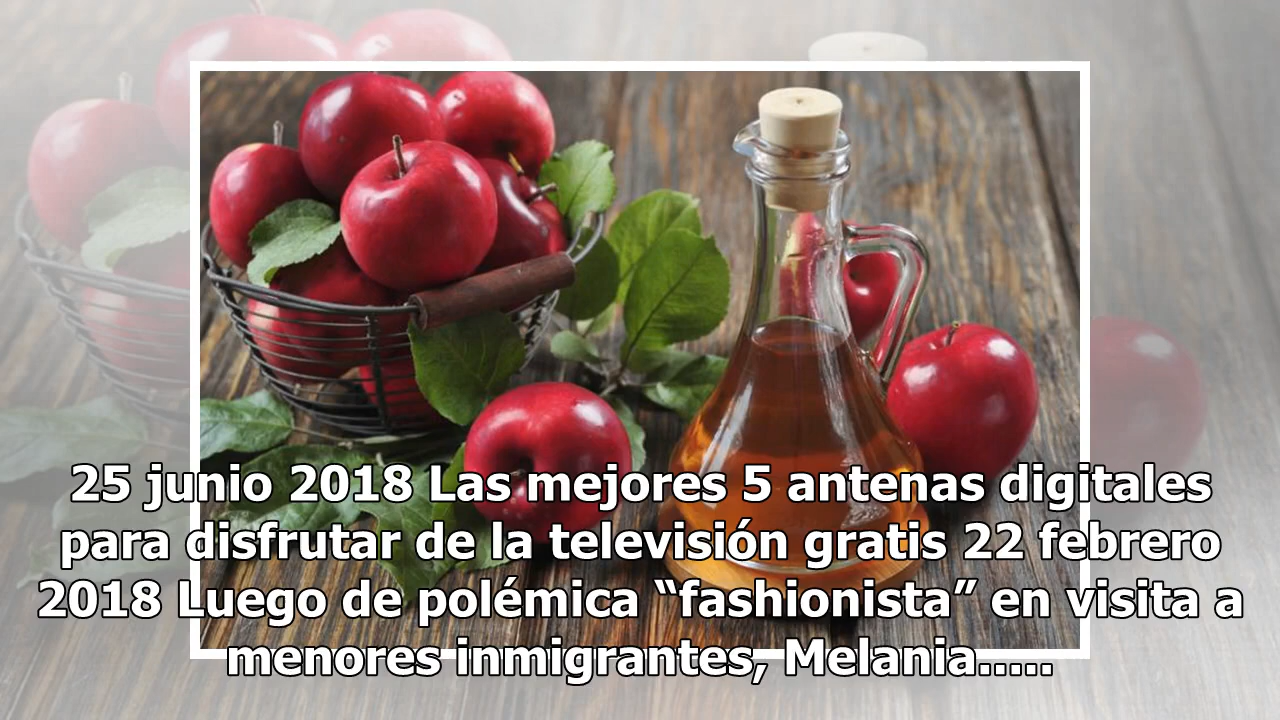 25 junio 2018 Las mejores 5 antenas digitales
para disfrutar de la televisión gratis 22 febrero
2018 Luego de polémica “fashionista” en visita a
menores inmigrantes, Melania.....